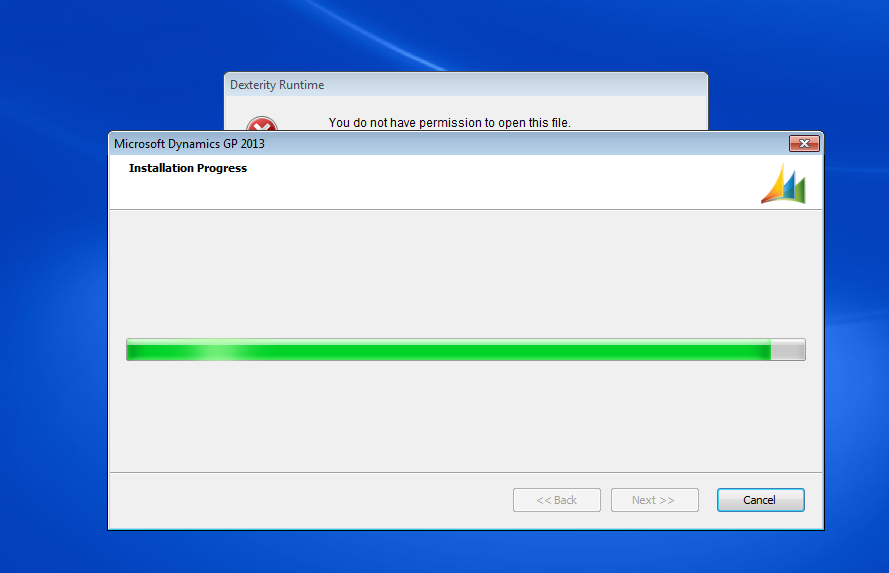 Dexterity Runtime
You do not have permission to open this file.
Microsoft Dynamics GP 2013
Installation Progress
<< Back
Next >>
Cancel